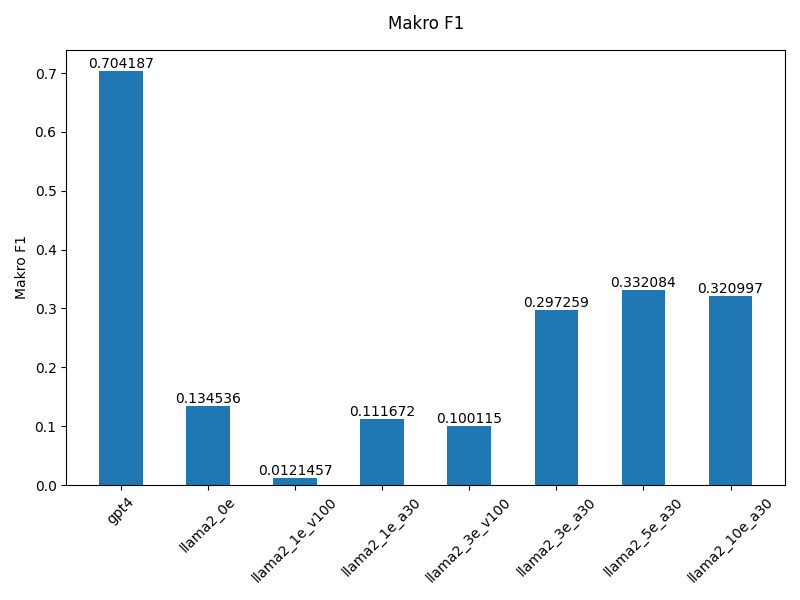 Makro F1
Makro F1
0.7
0.6
0.5
0.4
0.3
0.2
0.1
0.0
0.704187
0.134536
0.0121457
0.111672
0.100115
0.297259
0.332084
0.320997
gpt4
llama2_0e
llama2_1e_v100
llama2_1e_a30
llama2_3e_v100
llama2_3e_a30
llama2_5e_a30
llama2_10e_a30